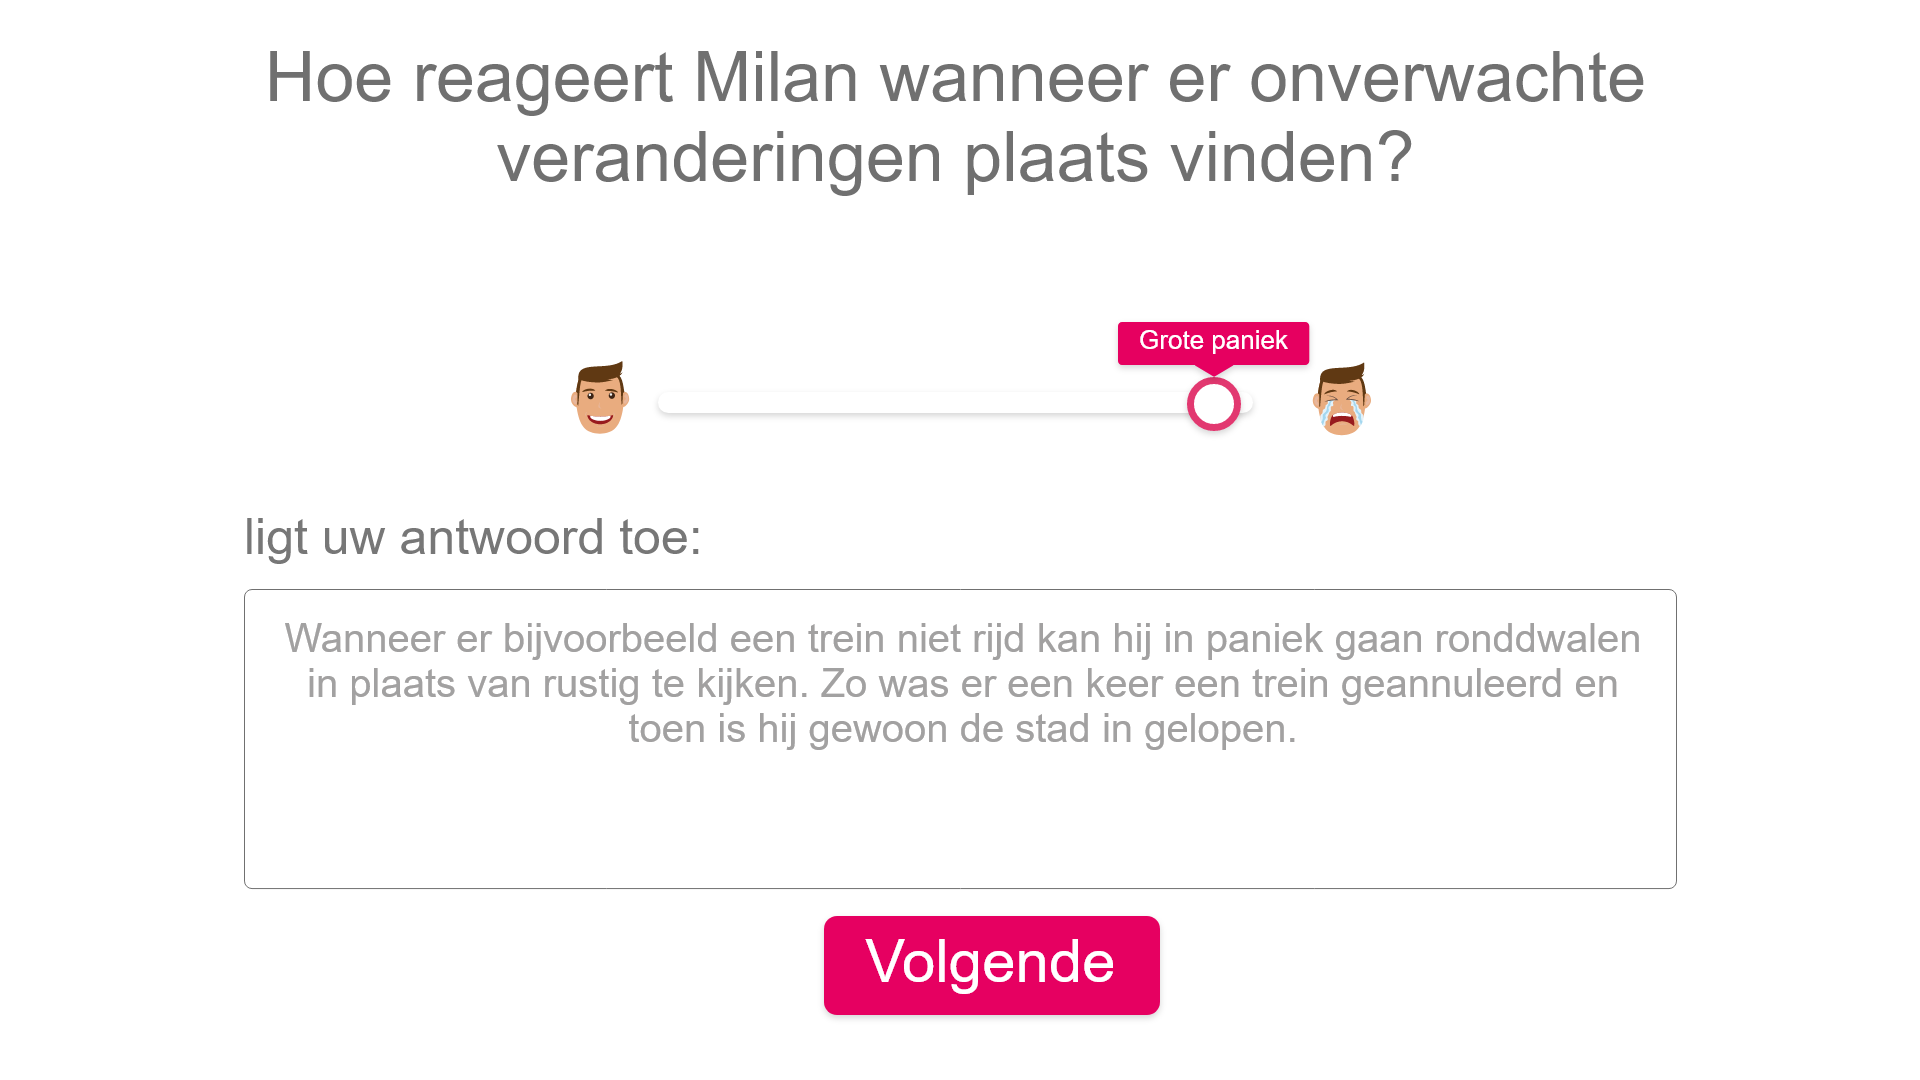 Hoe reageert Milan wanneer er onverwachte
veranderingen plaats vinden?
Grote paniek
ligt uw antwoord toe:
Wanneer er bijvoorbeeld een trein niet rijd kan hij in paniek gaan ronddwalen
in plaats van rustig te kijken. Zo was er een keer een trein geannuleerd en
toen is hij gewoon de stad in gelopen.
Volgende